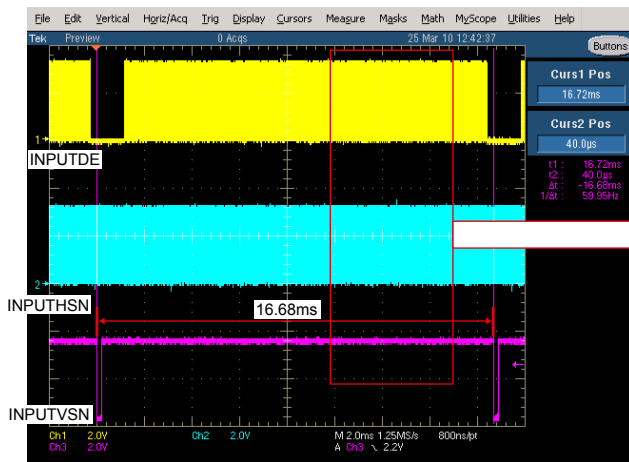 File Edit Vertical Horiz/Acq Trig Display Cursors Measure Masks Math MyScope Utilities Help
Tek Preview 0 Acqs 25 Mar 10 12:42:37
Buttons
Curs1 Pos
16.72ms
Curs2 Pos
40.0µs
t1: 16.72ms
t2: 40.0µs
Δt: -16.68ms
1/Δt: 59.95Hz
1
INPUTDE
2
INPUTHSN
16.68ms
INPUTVSN
Ch1 2.0V Ch2 2.0V M 2.0ms 1.25MS/s 800ns/pt
Ch3 2.0V A Ch3 2.2V